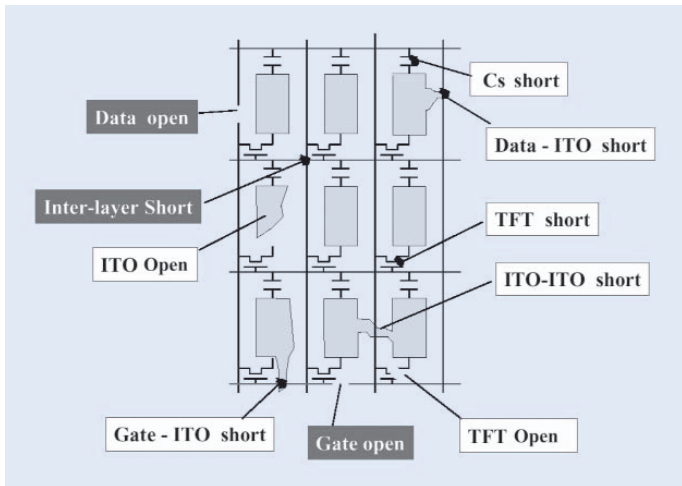 Cs short
Data open
Data - ITO short
Inter-layer Short
TFT short
ITO Open
ITO-ITO short
Gate - ITO short
Gate open
TFT Open